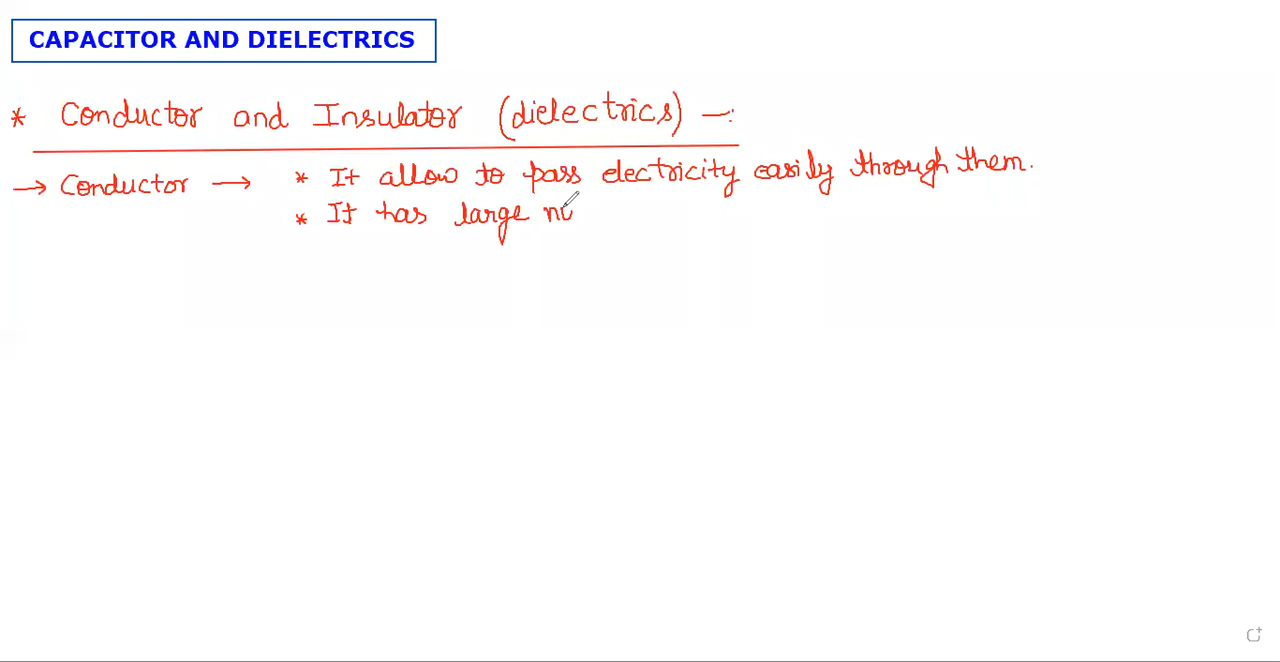 CAPACITOR AND DIELECTRICS
* Conductor and Insulator (dielectrics) —:
→ Conductor → * It allow to pass electricity easily through them.
* It has large nu